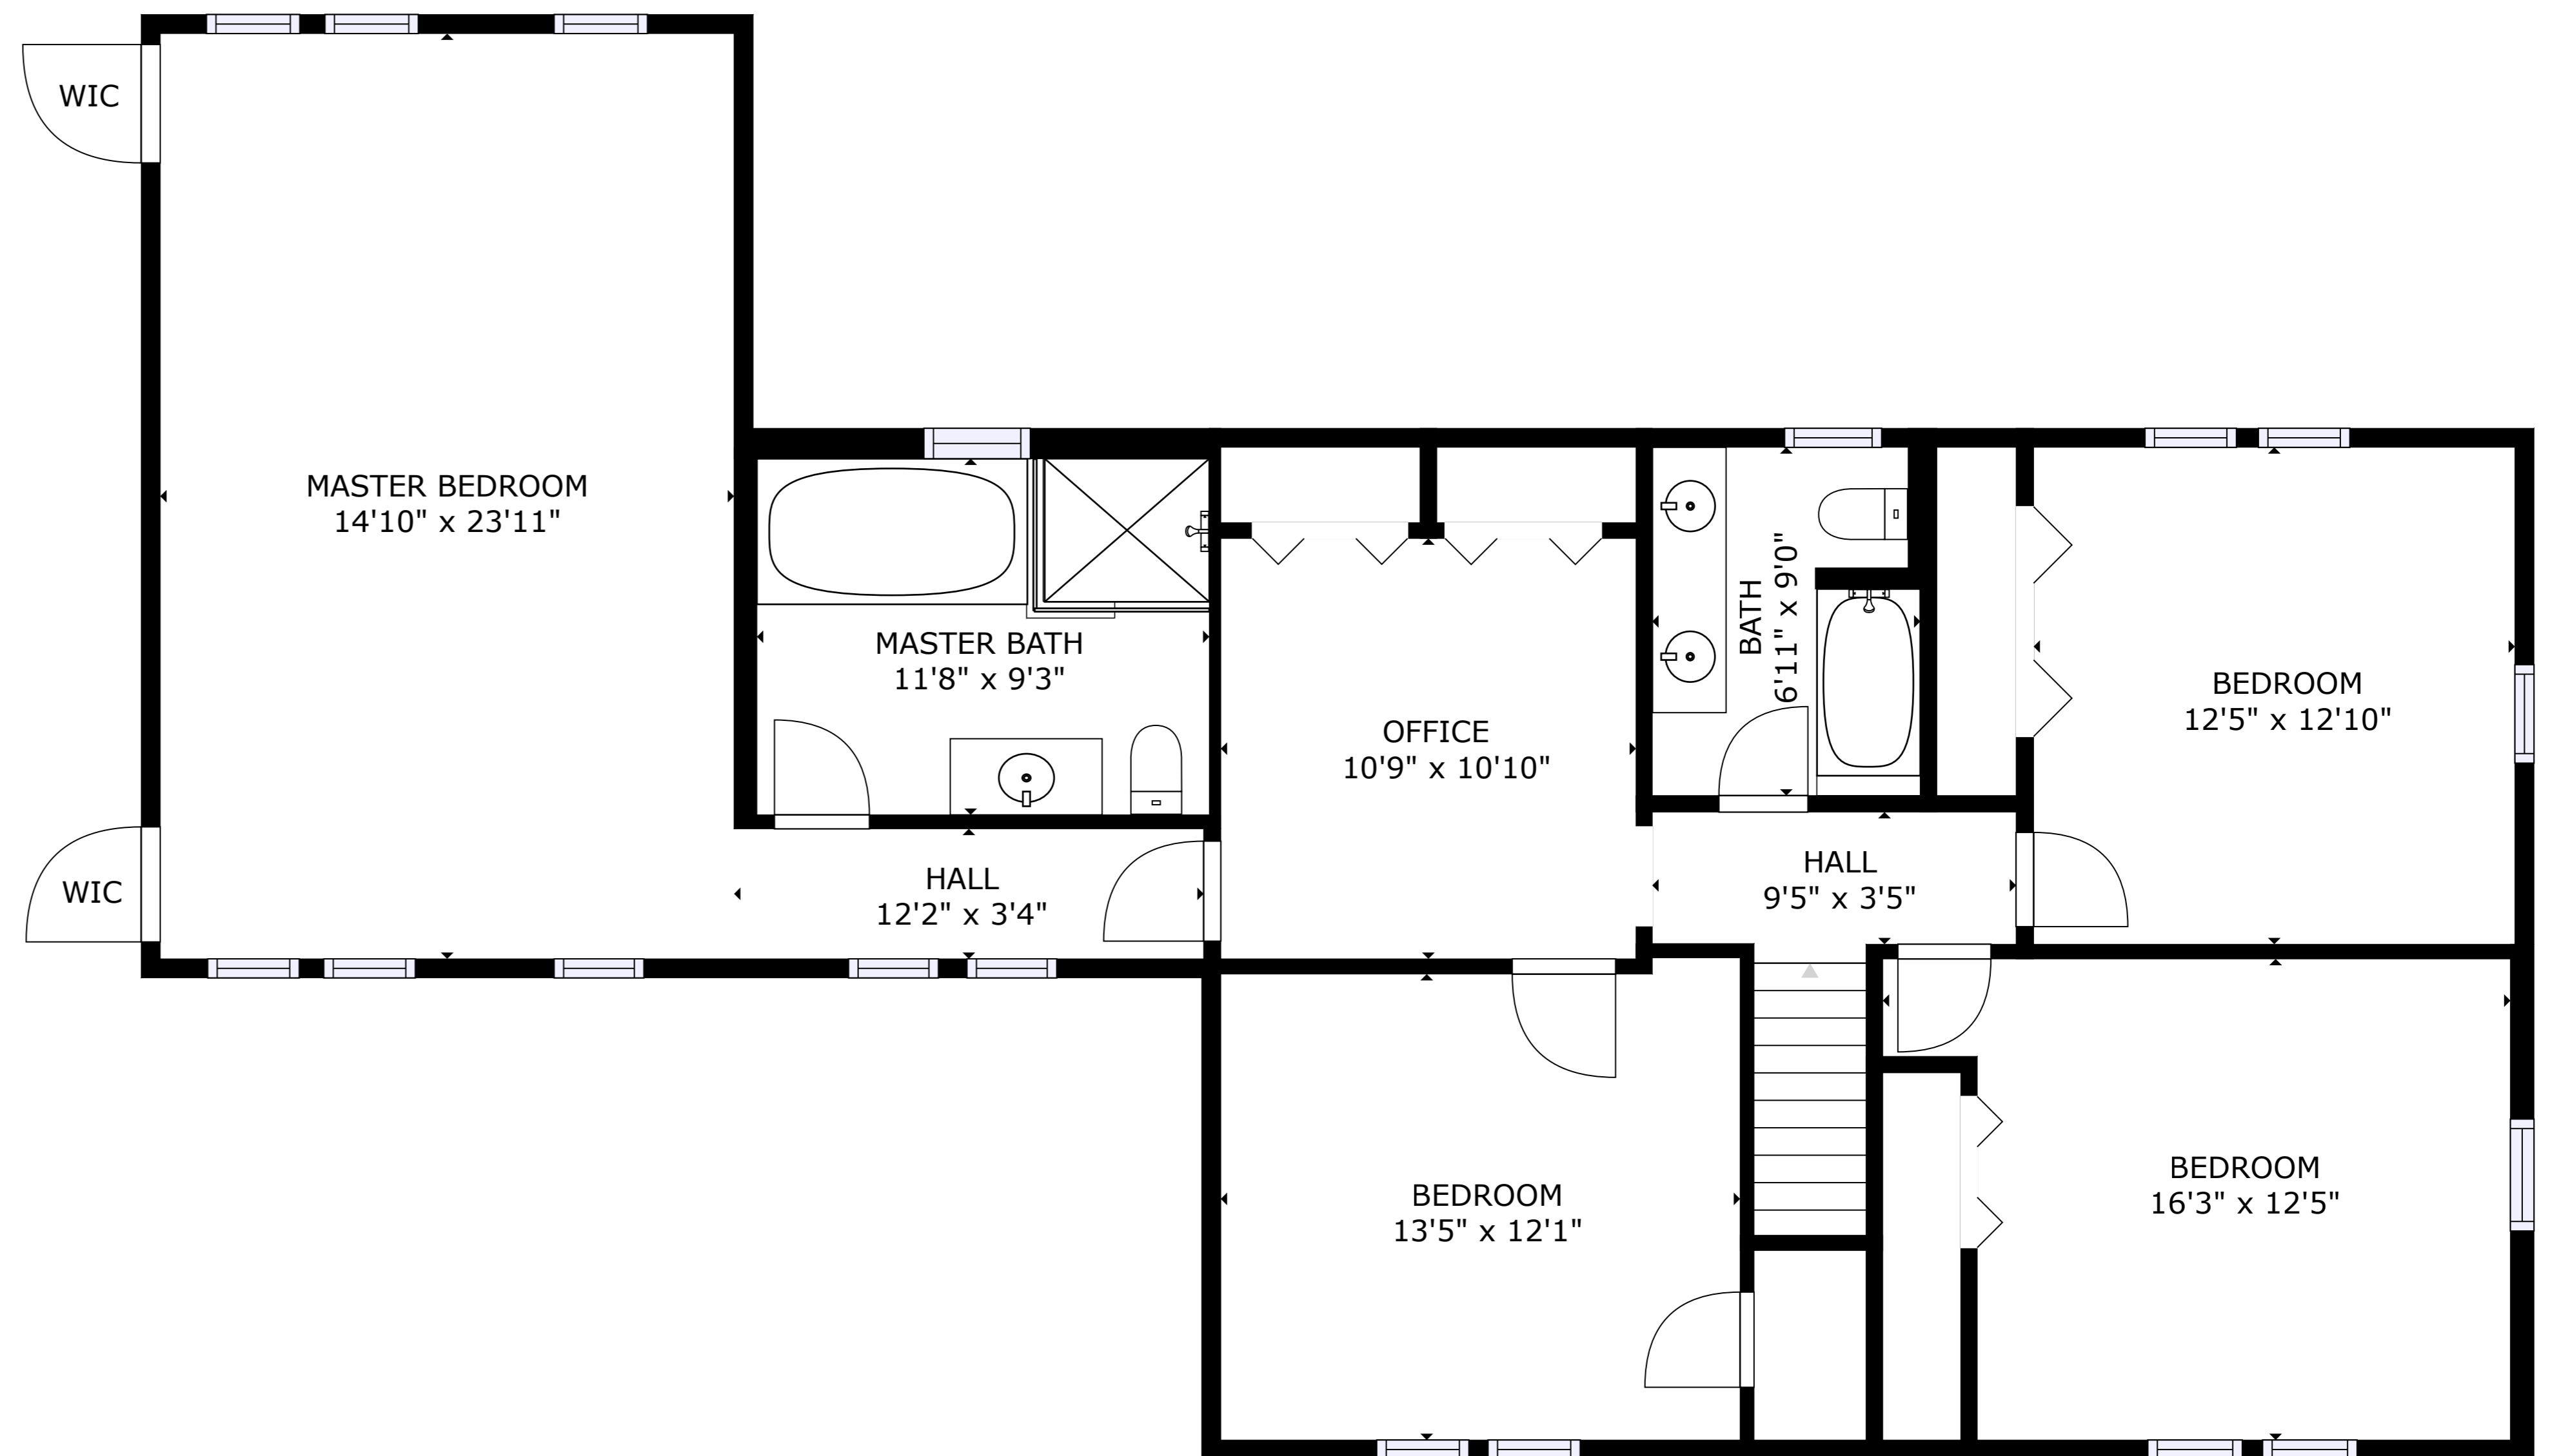 WIC
MASTER BEDROOM
14'10" x 23'11"
WIC
MASTER BATH
11'8" x 9'3"
HALL
12'2" x 3'4"
OFFICE
10'9" x 10'10"
BATH
6'11" x 9'0"
HALL
9'5" x 3'5"
BEDROOM
12'5" x 12'10"
BEDROOM
13'5" x 12'1"
BEDROOM
16'3" x 12'5"